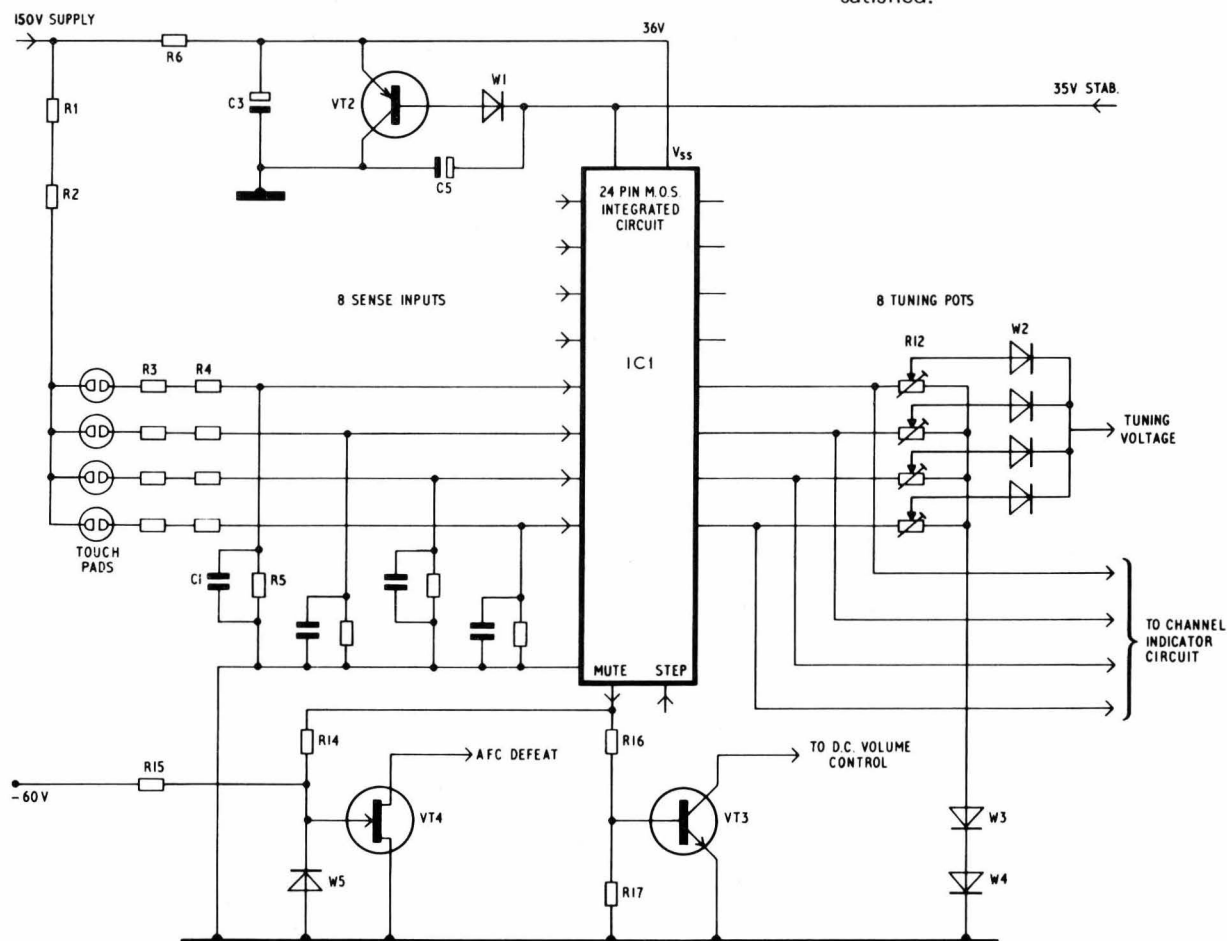 satisfied.
150V SUPPLY
R6
36V
R1
C3
VT2
W1
35V STAB.
C5
Vss
R2
24 PIN M.O.S.
INTEGRATED
CIRCUIT
8 SENSE INPUTS
8 TUNING POTS
IC1
R12
W2
R3
R4
TUNING
VOLTAGE
TOUCH
PADS
C1
R5
TO CHANNEL
INDICATOR
CIRCUIT
MUTE
STEP
R14
R16
AFC DEFEAT
TO D.C. VOLUME
CONTROL
R15
-60V
VT4
VT3
W3
W5
R17
W4